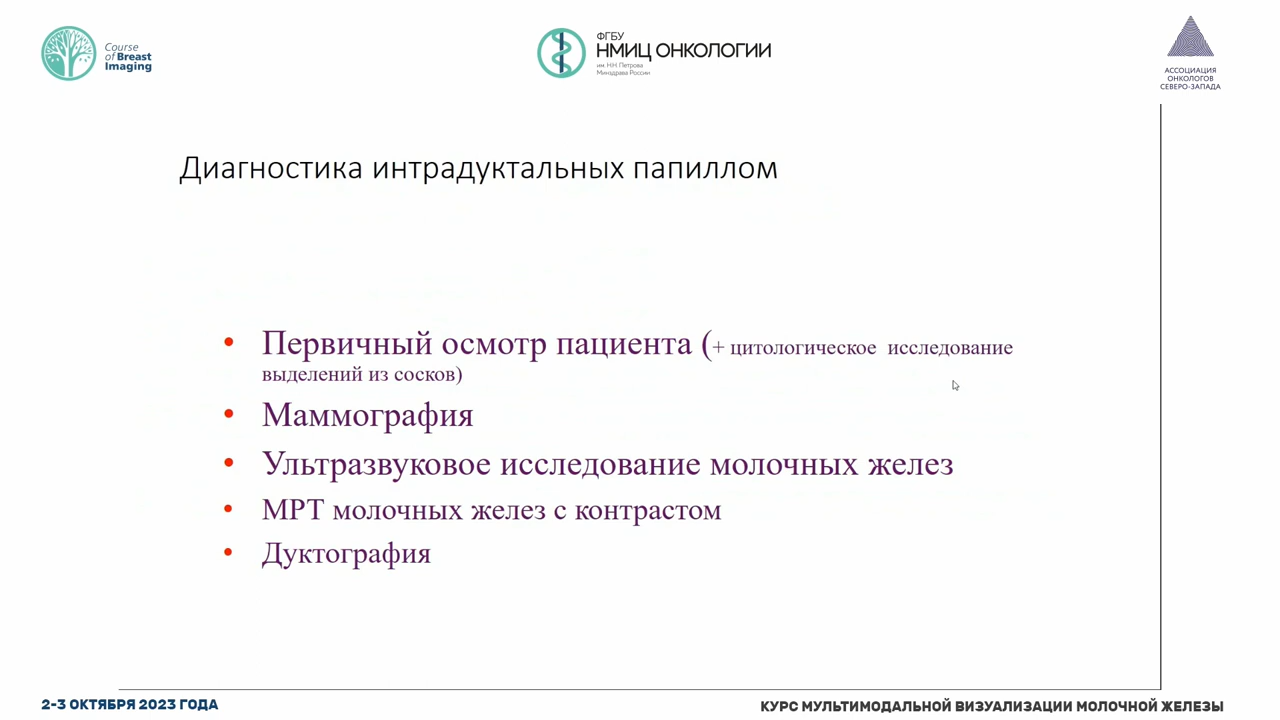 Course
of Breast
Imaging
ФГБУ
НМИЦ ОНКОЛОГИИ
им. Н.Н. Петрова
Минздрава России
АССОЦИАЦИЯ
ОНКОЛОГОВ
СЕВЕРО-ЗАПАДА
Диагностика интрадуктальных папиллом
• Первичный осмотр пациента (+ цитологическое исследование
выделений из сосков)
• Маммография
• Ультразвуковое исследование молочных желез
• МРТ молочных желез с контрастом
• Дуктография
2-3 ОКТЯБРЯ 2023 ГОДА
КУРС МУЛЬТИМОДАЛЬНОЙ ВИЗУАЛИЗАЦИИ МОЛОЧНОЙ ЖЕЛЕЗЫ